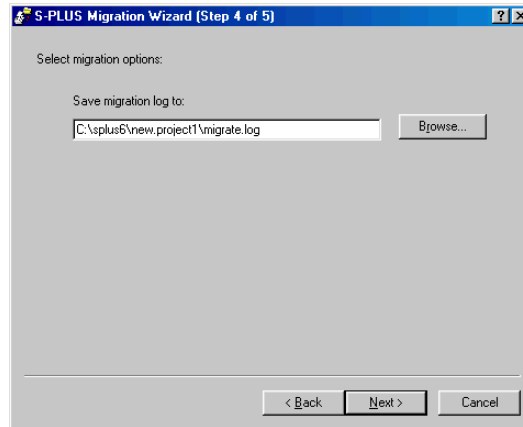 S-PLUS Migration Wizard (Step 4 of 5)
Select migration options:
Save migration log to:
C:\splus6\new.project1\migrate.log
Browse...
< Back
Next >
Cancel